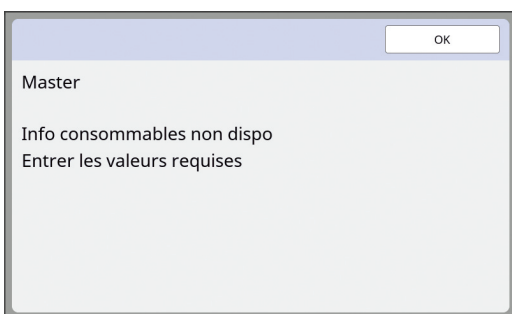 OK
Master
Info consommables non dispo
Entrer les valeurs requises